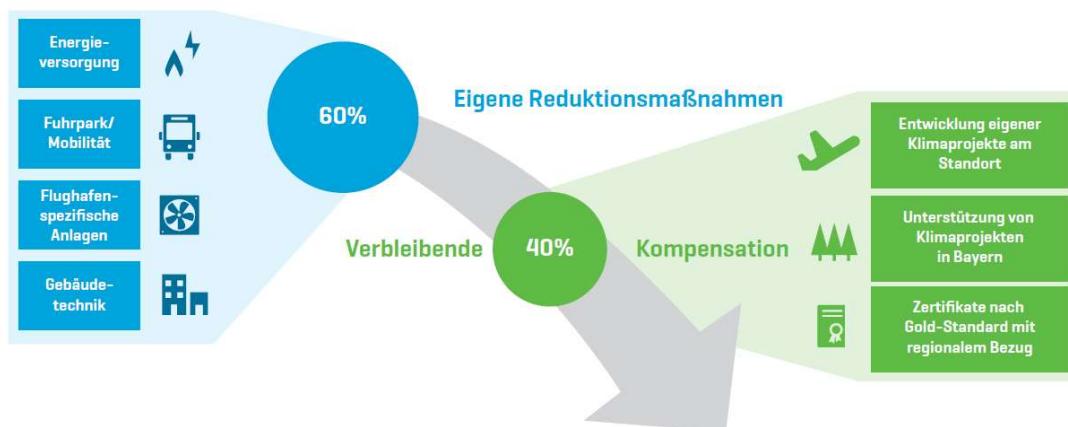 Energie-
versorgung
Fuhrpark/
Mobilität
Flughafen-
spezifische
Anlagen
Gebäude-
technik
60%
Eigene Reduktionsmaßnahmen
Verbleibende
40%
Kompensation
Entwicklung eigener
Klimaprojekte am
Standort
Unterstützung von
Klimaprojekten
in Bayern
Zertifikate nach
Gold-Standard mit
regionalem Bezug